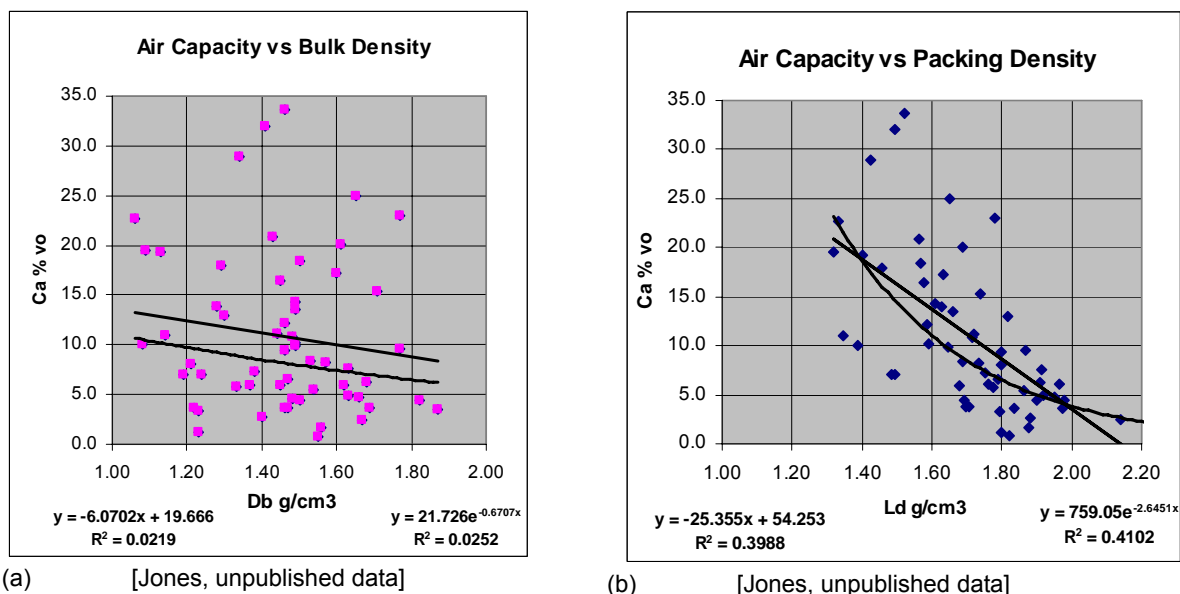 Air Capacity vs Bulk Density
35.0
30.0
25.0
20.0
15.0
10.0
5.0
0.0
Ca % vo
1.00 1.20 1.40 1.60 1.80 2.00
Db g/cm3
y = -6.0702x + 19.666
R² = 0.0219
y = 21.726e^-0.6707x
R² = 0.0252
(a) [Jones, unpublished data]
Air Capacity vs Packing Density
35.0
30.0
25.0
20.0
15.0
10.0
5.0
0.0
Ca % vo
1.00 1.20 1.40 1.60 1.80 2.00 2.20
Ld g/cm3
y = -25.355x + 54.253
R² = 0.3988
y = 759.05e^-2.6451x
R² = 0.4102
(b) [Jones, unpublished data]